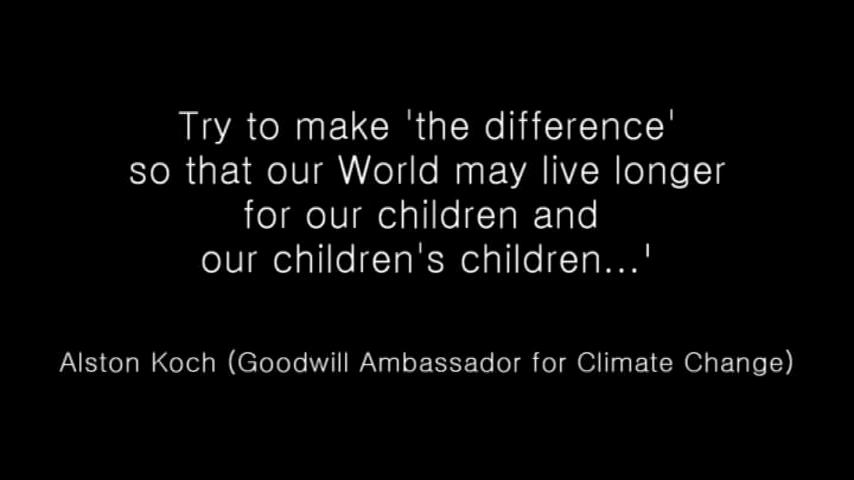 Try to make 'the difference'
so that our World may live longer
for our children and
our children's children...'
Alston Koch (Goodwill Ambassador for Climate Change)